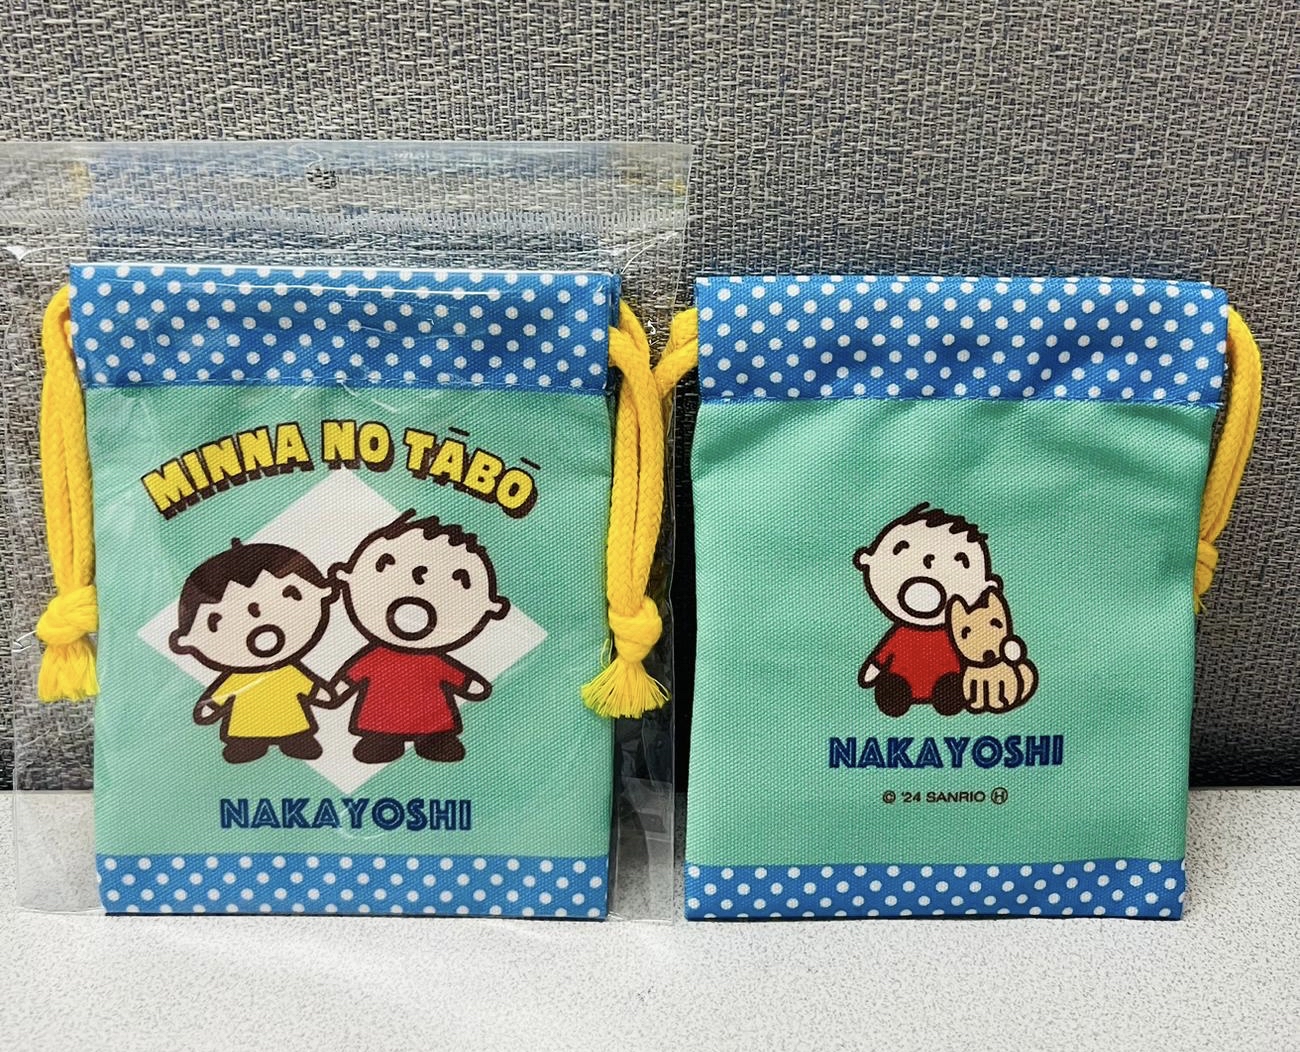 MINNA NO TĀBŌ
NAKAYOSHI
NAKAYOSHI
© '24 SANRIO Ⓗ